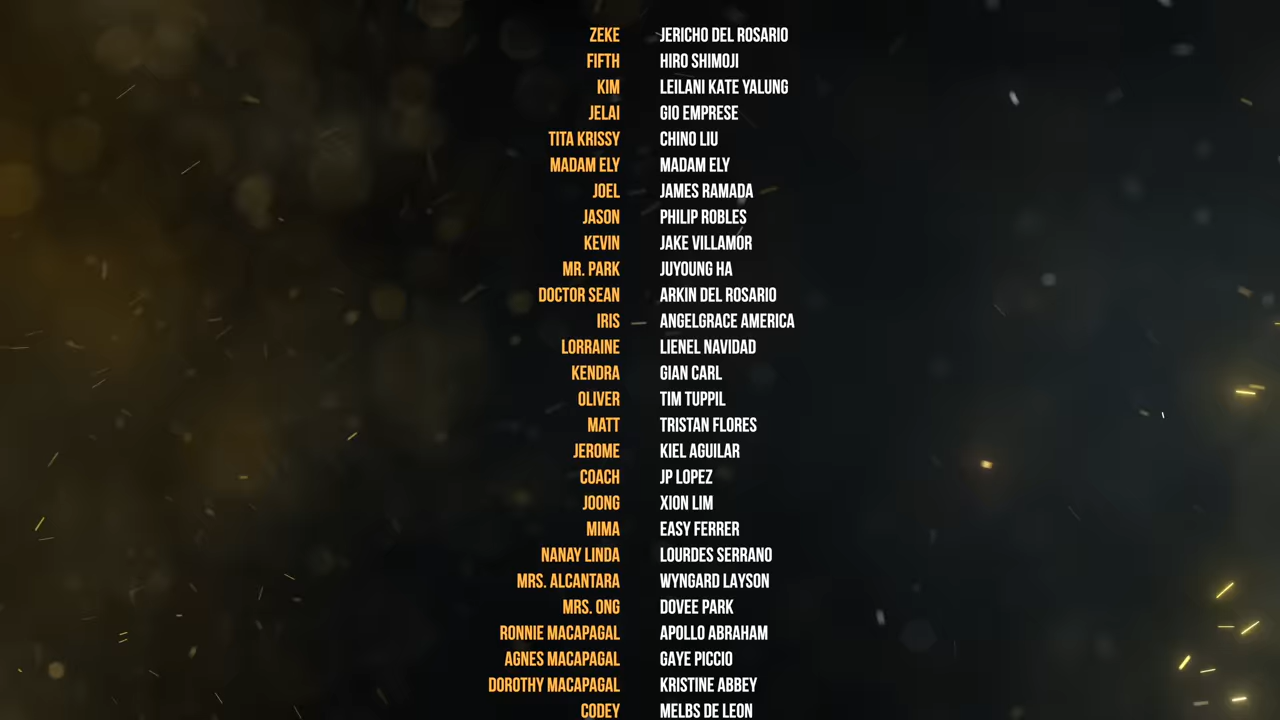 ZEKE JERICHO DEL ROSARIO
FIFTH HIRO SHIMOJI
KIM LEILANI KATE YALUNG
JELAI GIO EMPRESE
TITA KRISSY CHINO LIU
MADAM ELY MADAM ELY
JOEL JAMES RAMADA
JASON PHILIP ROBLES
KEVIN JAKE VILLAMOR
MR. PARK JUYOUNG HA
DOCTOR SEAN ARKIN DEL ROSARIO
IRIS ANGELGRACE AMERICA
LORRAINE LIENEL NAVIDAD
KENDRA GIAN CARL
OLIVER TIM TUPPIL
MATT TRISTAN FLORES
JEROME KIEL AGUILAR
COACH JP LOPEZ
JOONG XION LIM
MIMA EASY FERRER
NANAY LINDA LOURDES SERRANO
MRS. ALCANTARA WYNGARD LAYSON
MRS. ONG DOVEE PARK
RONNIE MACAPAGAL APOLLO ABRAHAM
AGNES MACAPAGAL GAYE PICCIO
DOROTHY MACAPAGAL KRISTINE ABBEY
CODEY MELBS DE LEON